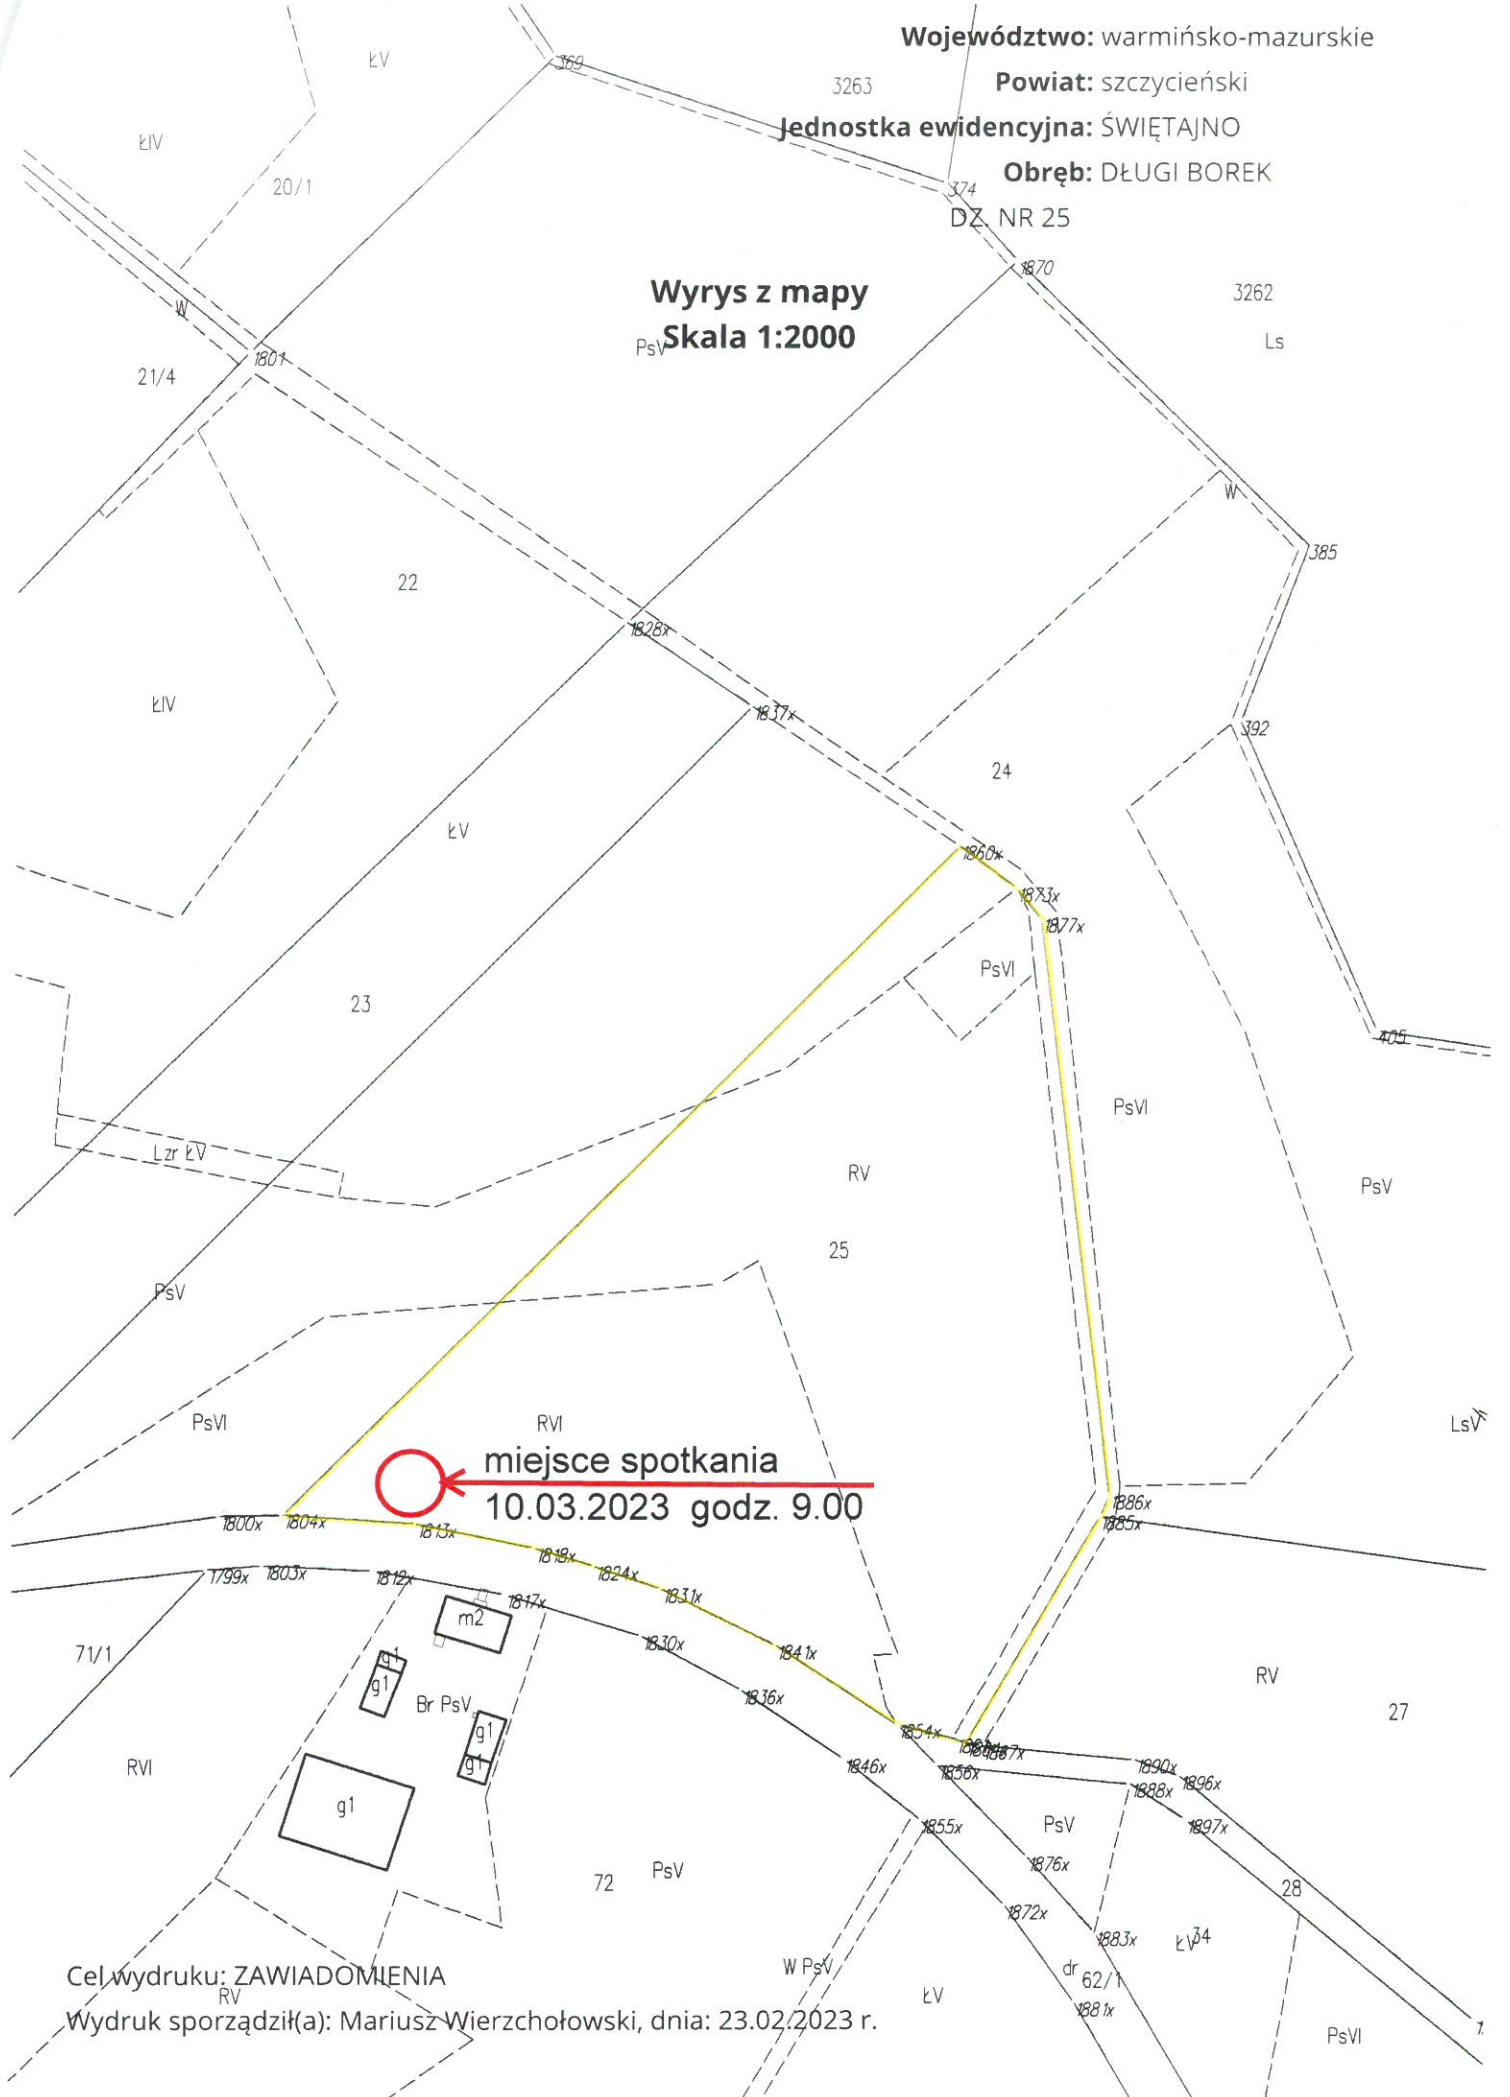 Województwo: warmińsko-mazurskie
ŁV
369
3263
Powiat: szczycieński
Jednostka ewidencyjna: ŚWIĘTAJNO
ŁIV
Obręb: DŁUGI BOREK
20/1
374
DZ. NR 25
1870
Wyrys z mapy
3262
W
Skala 1:2000
PsV
Ls
1801
21/4
W
385
22
1828x
ŁIV
1837x
392
24
ŁV
1860x
1873x
1877x
PsVI
23
405
PsVI
Lzr ŁV
RV
PsV
25
PsV
PsVI
RVI
LsV
miejsce spotkania
10.03.2023 godz. 9.00
1886x
1800x
1804x
1813x
1885x
1818x
1824x
1799x
1803x
1812x
1831x
1817x
m2
1830x
71/1
g1
1841x
g1
RV
1836x
Br PsV
27
g1
1854x
1867x
g1
1846x
1856x
1890x
RVI
1888x
1896x
g1
PsV
1855x
1897x
1876x
PsV
72
28
1872x
1883x
ŁV
34
W PsV
dr
62/1
Cel wydruku: ZAWIADOMIENIA
RV
ŁV
1881x
Wydruk sporządził(a): Mariusz Wierzchołowski, dnia: 23.02.2023 r.
PsVI